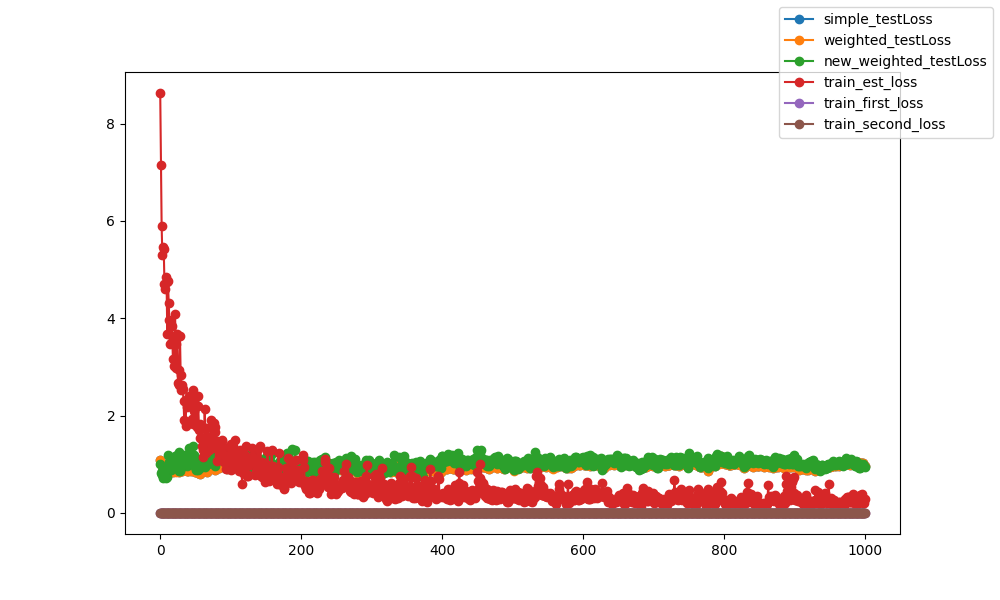 simple_testLoss
weighted_testLoss
new_weighted_testLoss
train_est_loss
train_first_loss
train_second_loss
8
6
4
2
0
0 200 400 600 800 1000